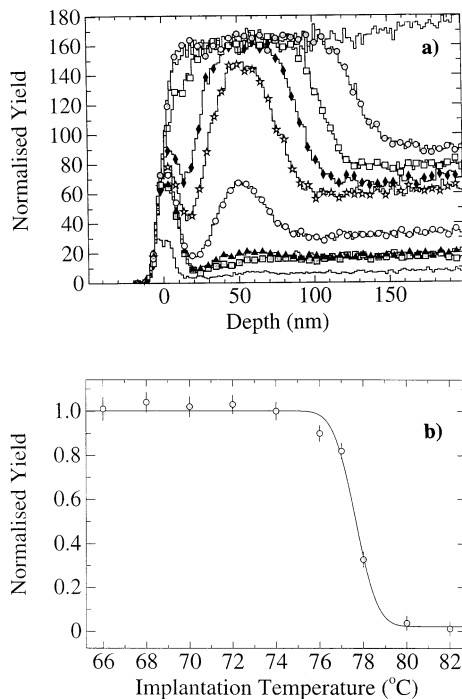 180
160
140
120
100
80
60
40
20
0
Normalised Yield
a)
0 50 100 150
Depth (nm)
1.0
0.8
0.6
0.4
0.2
0
Normalised Yield
b)
66 68 70 72 74 76 78 80 82
Implantation Temperature (°C)